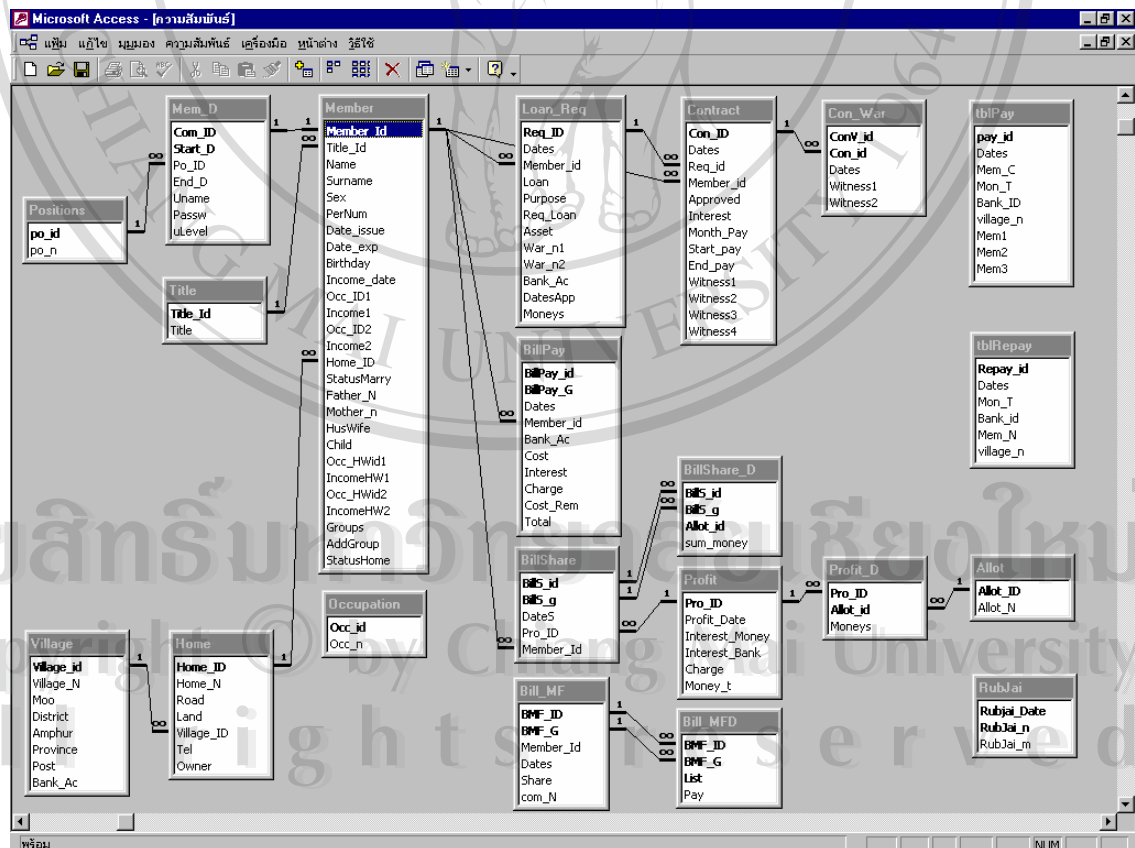 Microsoft Access - [ความสัมพันธ์]
แฟ้ม แก้ไข มุมมอง ความสัมพันธ์ เครื่องมือ หน้าต่าง วิธีใช้
Mem_D
Com_ID
Start_D
Po_ID
End_D
Uname
Passw
uLevel
Positions
po_id
po_n
Title
Title_Id
Title
Member
Member_Id
Title_Id
Name
Surname
Sex
PerNum
Date_issue
Date_exp
Birthday
Income_date
Occ_ID1
Income1
Occ_ID2
Income2
Home_ID
StatusMarry
Father_N
Mother_n
HusWife
Child
Occ_HWid1
IncomeHW1
Occ_HWid2
IncomeHW2
Groups
AddGroup
StatusHome
Occupation
Occ_id
Occ_n
Village
Village_id
Village_N
Moo
District
Amphur
Province
Post
Bank_Ac
Home
Home_ID
Home_N
Road
Land
Village_ID
Tel
Owner
Loan_Req
Req_ID
Dates
Member_id
Loan
Purpose
Req_Loan
Asset
War_n1
War_n2
Bank_Ac
DatesApp
Moneys
BillPay
BillPay_id
BillPay_G
Dates
Member_id
Bank_Ac
Cost
Interest
Charge
Cost_Rem
Total
BillShare
BillS_id
BillS_g
DateS
Pro_ID
Member_Id
Bill_MF
BMF_ID
BMF_G
Member_Id
Dates
Share
com_N
Contract
Con_ID
Dates
Req_id
Member_id
Approved
Interest
Month_Pay
Start_pay
End_pay
Witness1
Witness2
Witness3
Witness4
BillShare_D
BillS_id
BillS_g
Allot_id
sum_money
Profit
Pro_ID
Profit_Date
Interest_Money
Interest_Bank
Charge
Money_t
Bill_MFD
BMF_ID
BMF_G
List
Pay
Con_War
ConV_id
Con_id
Dates
Witness1
Witness2
Profit_D
Pro_ID
Allot_id
Moneys
tblPay
pay_id
Dates
Mem_C
Mon_T
Bank_ID
village_n
Mem1
Mem2
Mem3
tblRepay
Repay_id
Dates
Mon_T
Bank_id
Mem_N
village_n
Allot
Allot_ID
Allot_N
RubJai
Rubjai_Date
RubJai_n
RubJai_m
พร้อม
NUM